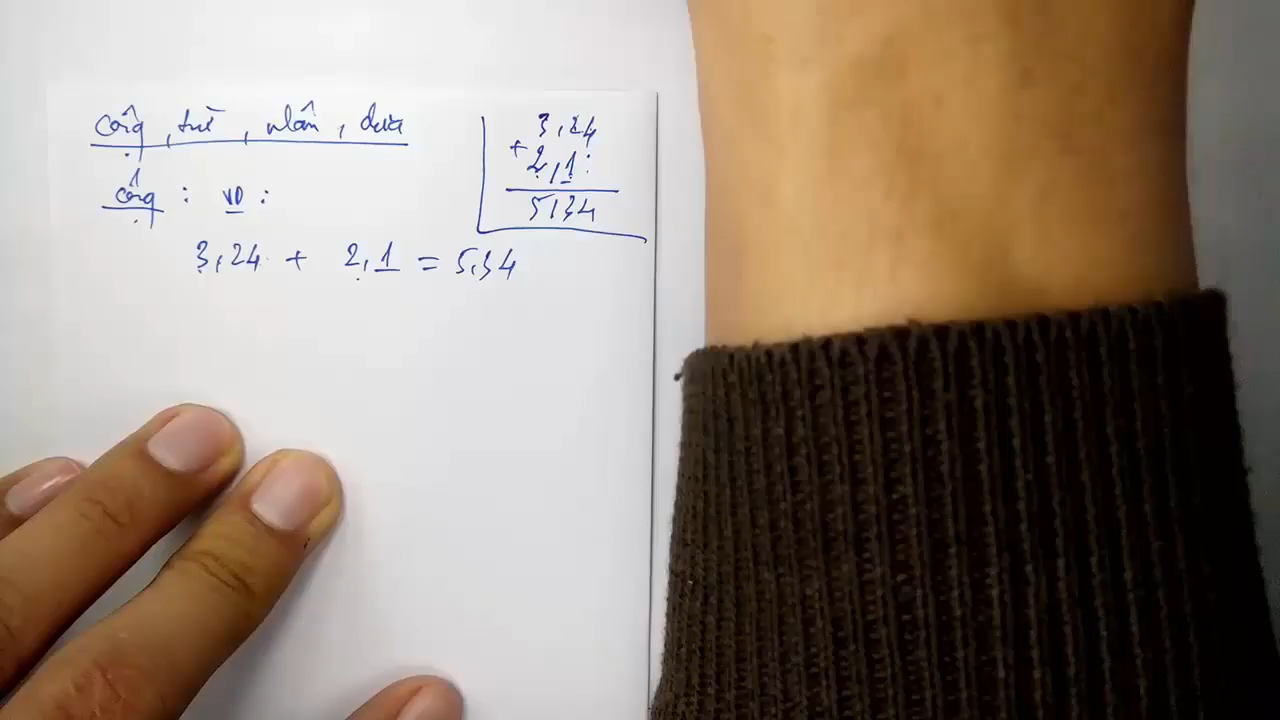 cộng, trừ, nhân, chia
cộng : VD :
3,24 + 2,1 = 5,34
3,24
+
2,1
5,34